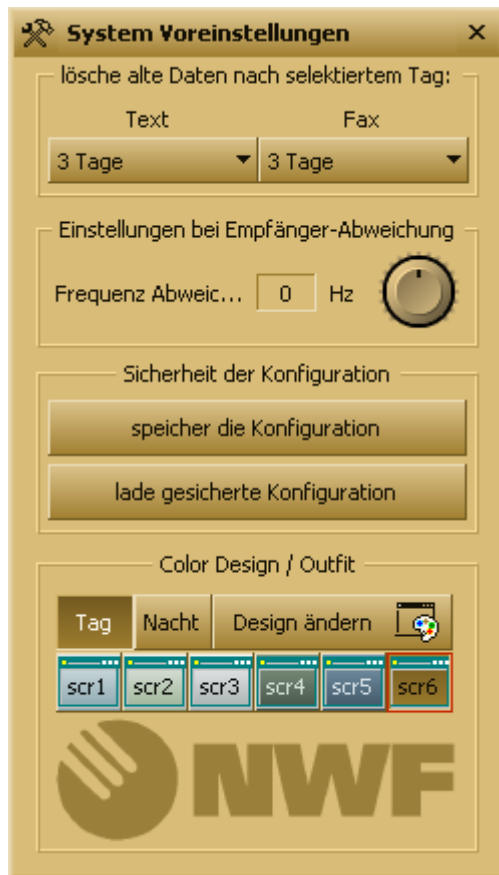 System Voreinstellungen
lösche alte Daten nach selektiertem Tag:
Text Fax
3 Tage 3 Tage
Einstellungen bei Empfänger-Abweichung
Frequenz Abweic... 0 Hz
Sicherheit der Konfiguration
speicher die Konfiguration
lade gesicherte Konfiguration
Color Design / Outfit
Tag Nacht Design ändern
scr1 scr2 scr3 scr4 scr5 scr6
NWF